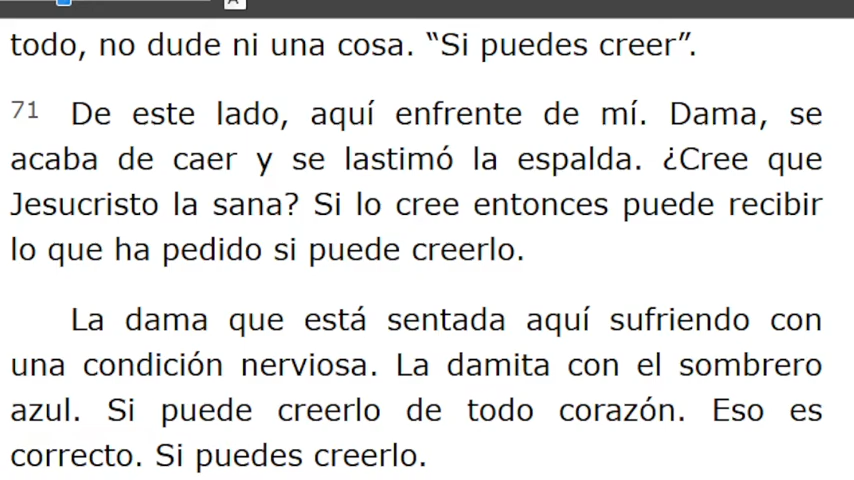 todo, no dude ni una cosa. “Si puedes creer”.
71 De este lado, aquí enfrente de mí. Dama, se
acaba de caer y se lastimó la espalda. ¿Cree que
Jesucristo la sana? Si lo cree entonces puede recibir
lo que ha pedido si puede creerlo.
La dama que está sentada aquí sufriendo con
una condición nerviosa. La damita con el sombrero
azul. Si puede creerlo de todo corazón. Eso es
correcto. Si puedes creerlo.